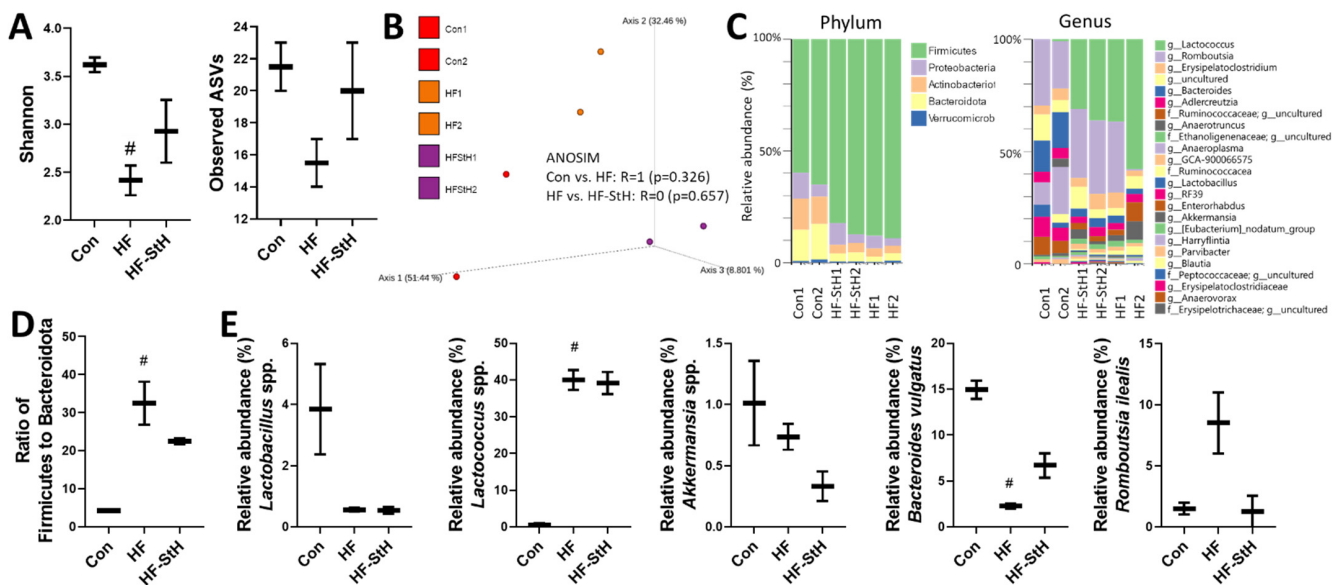 A
Shannon
4.0
3.5
3.0
2.5
2.0
#
Con
HF
HF-StH
Observed ASVs
24
22
20
18
16
14
12
Con
HF
HF-StH
B
Con1
Con2
HF1
HF2
HFStH1
HFStH2
Axis 2 (32.46 %)
ANOSIM
Con vs. HF: R=1 (p=0.326)
HF vs. HF-StH: R=0 (p=0.657)
Axis 1 (51.44 %)
Axis 3 (8.801 %)
C
Phylum
Relative abundance (%)
100%
50%
0%
Con1
Con2
HF-StH1
HF-StH2
HF1
HF2
Firmicutes
Proteobacteria
Actinobacteriot
Bacteroidota
Verrucomicrob
Genus
100%
50%
0%
Con1
Con2
HF-StH1
HF-StH2
HF1
HF2
g__Lactococcus
g__Romboutsia
g__Erysipelatoclostridium
g__uncultured
g__Bacteroides
g__Adlercreutzia
f__Ruminococcaceae; g__uncultured
g__Anaerotruncus
f__Ethanoligenenaceae; g__uncultured
g__Anaeroplasma
g__GCA-900066575
f__Ruminococcacea
g__Lactobacillus
g__RF39
g__Enterorhabdus
g__Akkermansia
g__[Eubacterium]_nodatum_group
g__Harryflintia
g__Parvibacter
g__Blautia
f__Peptococcaceae; g__uncultured
g__Erysipelatoclostridiaceae
g__Anaerovorax
f__Erysipelotrichaceae; g__uncultured
D
Ratio of
Firmicutes to Bacteroidota
50
40
30
20
10
0
#
Con
HF
HF-StH
E
Relative abundance (%)
Lactobacillus spp.
6
4
2
0
Con
HF
HF-StH
Relative abundance (%)
Lactococcus spp.
60
40
20
0
#
Con
HF
HF-StH
Relative abundance (%)
Akkermansia spp.
1.5
1.0
0.5
0.0
Con
HF
HF-StH
Relative abundance (%)
Bacteroides vulgatus
20
15
10
5
0
#
Con
HF
HF-StH
Relative abundance (%)
Romboutsia ilealis
15
10
5
0
Con
HF
HF-StH